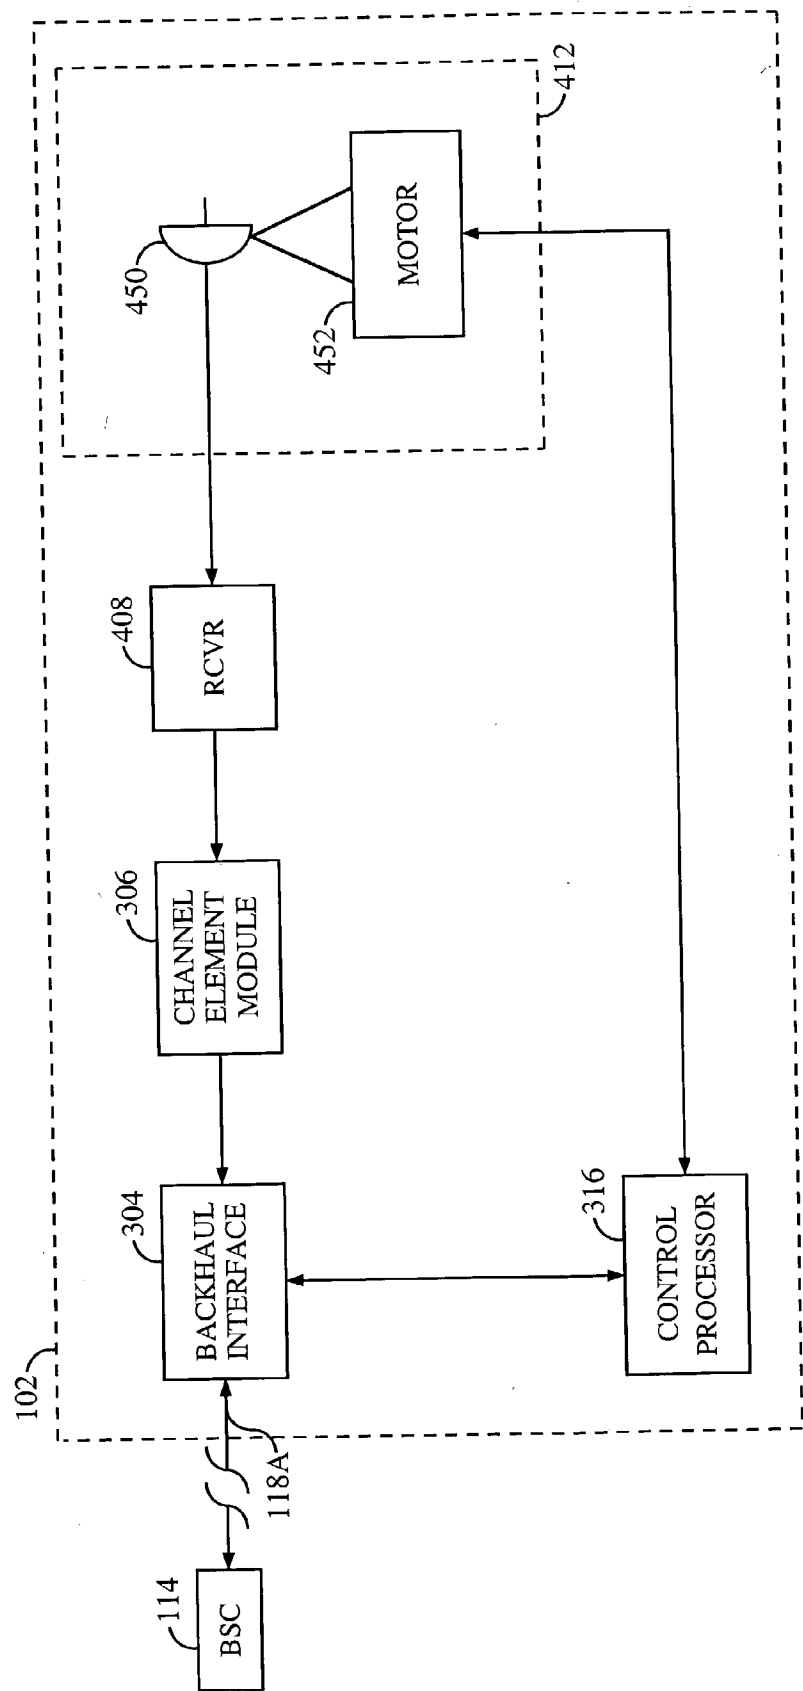 102
114
BSC
118A
304
BACKHAUL
INTERFACE
306
CHANNEL
ELEMENT
MODULE
408
RCVR
450
452
MOTOR
412
316
CONTROL
PROCESSOR